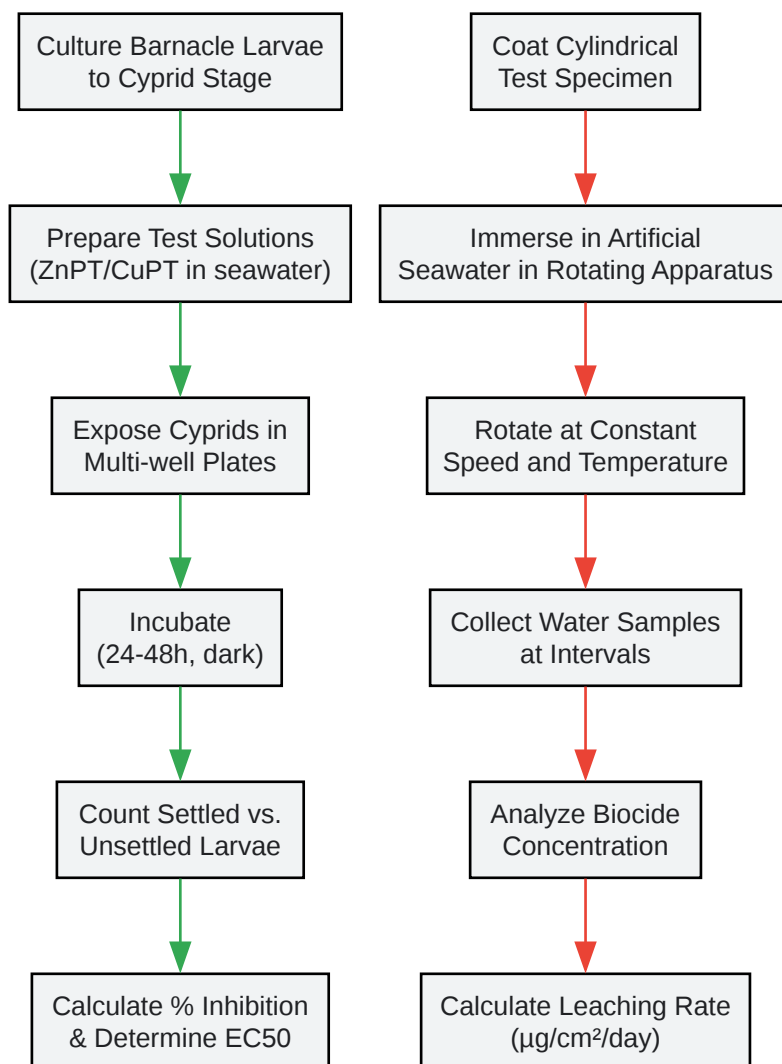 Culture Barnacle Larvae
to Cyprid Stage
Prepare Test Solutions
(ZnPT/CuPT in seawater)
Expose Cyprids in
Multi-well Plates
Incubate
(24-48h, dark)
Count Settled vs.
Unsettled Larvae
Calculate % Inhibition
& Determine EC50
Coat Cylindrical
Test Specimen
Immerse in Artificial
Seawater in Rotating Apparatus
Rotate at Constant
Speed and Temperature
Collect Water Samples
at Intervals
Analyze Biocide
Concentration
Calculate Leaching Rate
(µg/cm²/day)